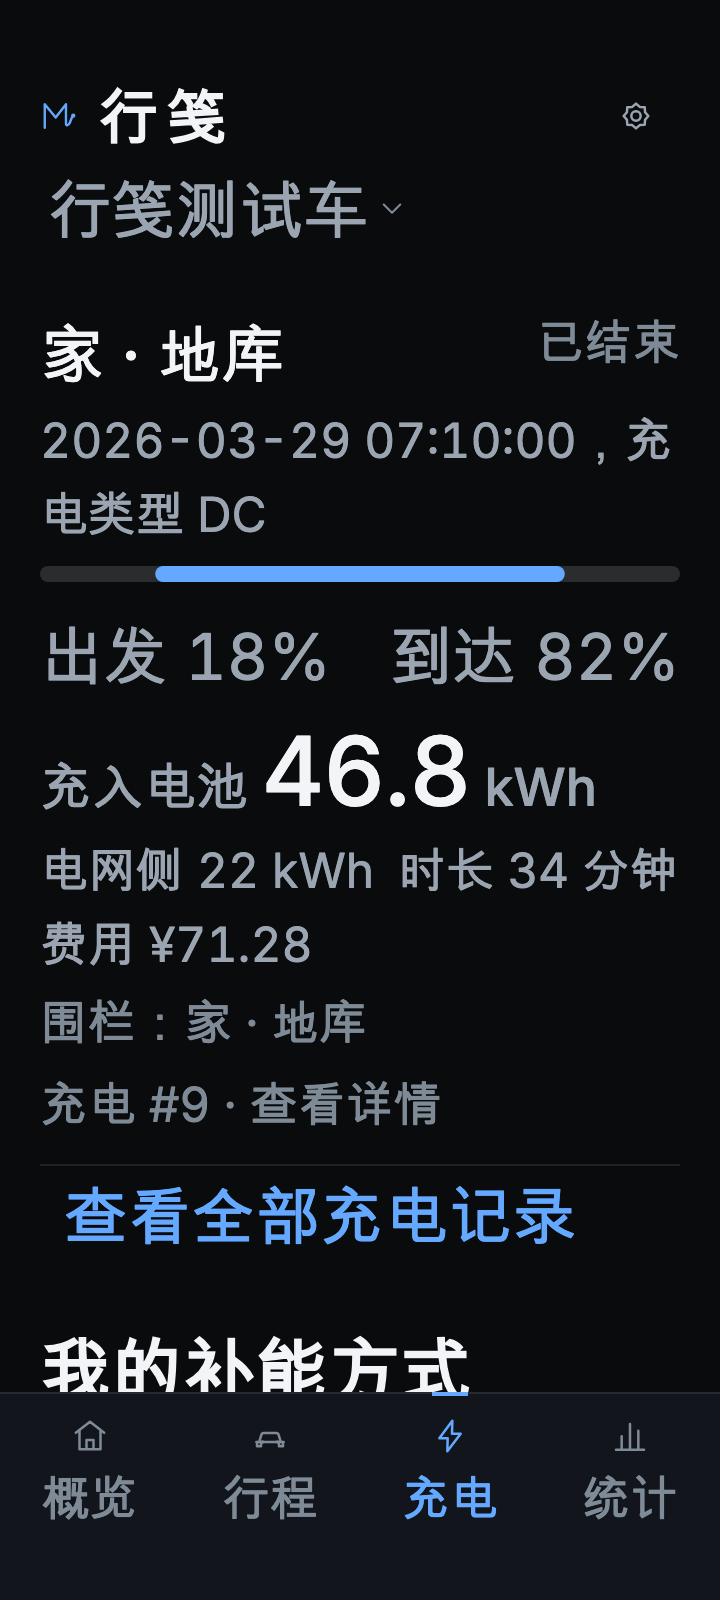 行笺
行笺测试车
家 · 地库
已结束
2026-03-29 07:10:00，充
电类型 DC
出发 18% 到达 82%
充入电池 46.8 kWh
电网侧 22 kWh 时长 34 分钟
费用 ¥71.28
围栏：家 · 地库
充电 #9 · 查看详情
查看全部充电记录
我的补能方式
概览 行程 充电 统计